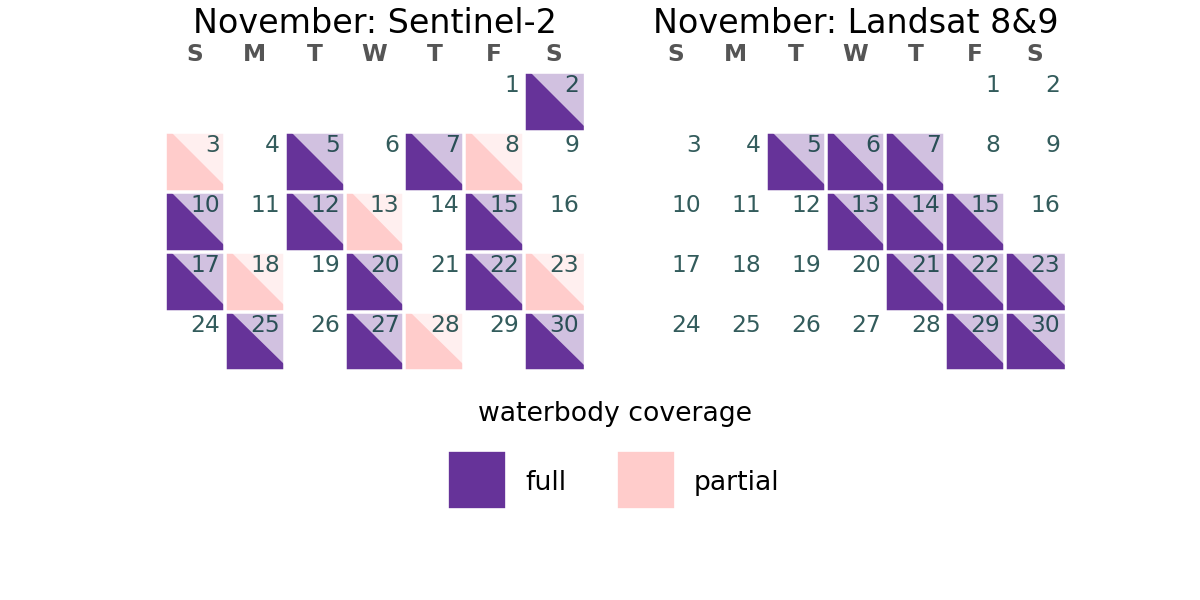 November: Sentinel-2
S M T W T F S
1 2
3 4 5 6 7 8 9
10 11 12 13 14 15 16
17 18 19 20 21 22 23
24 25 26 27 28 29 30
November: Landsat 8&9
S M T W T F S
1 2
3 4 5 6 7 8 9
10 11 12 13 14 15 16
17 18 19 20 21 22 23
24 25 26 27 28 29 30
waterbody coverage
full
partial